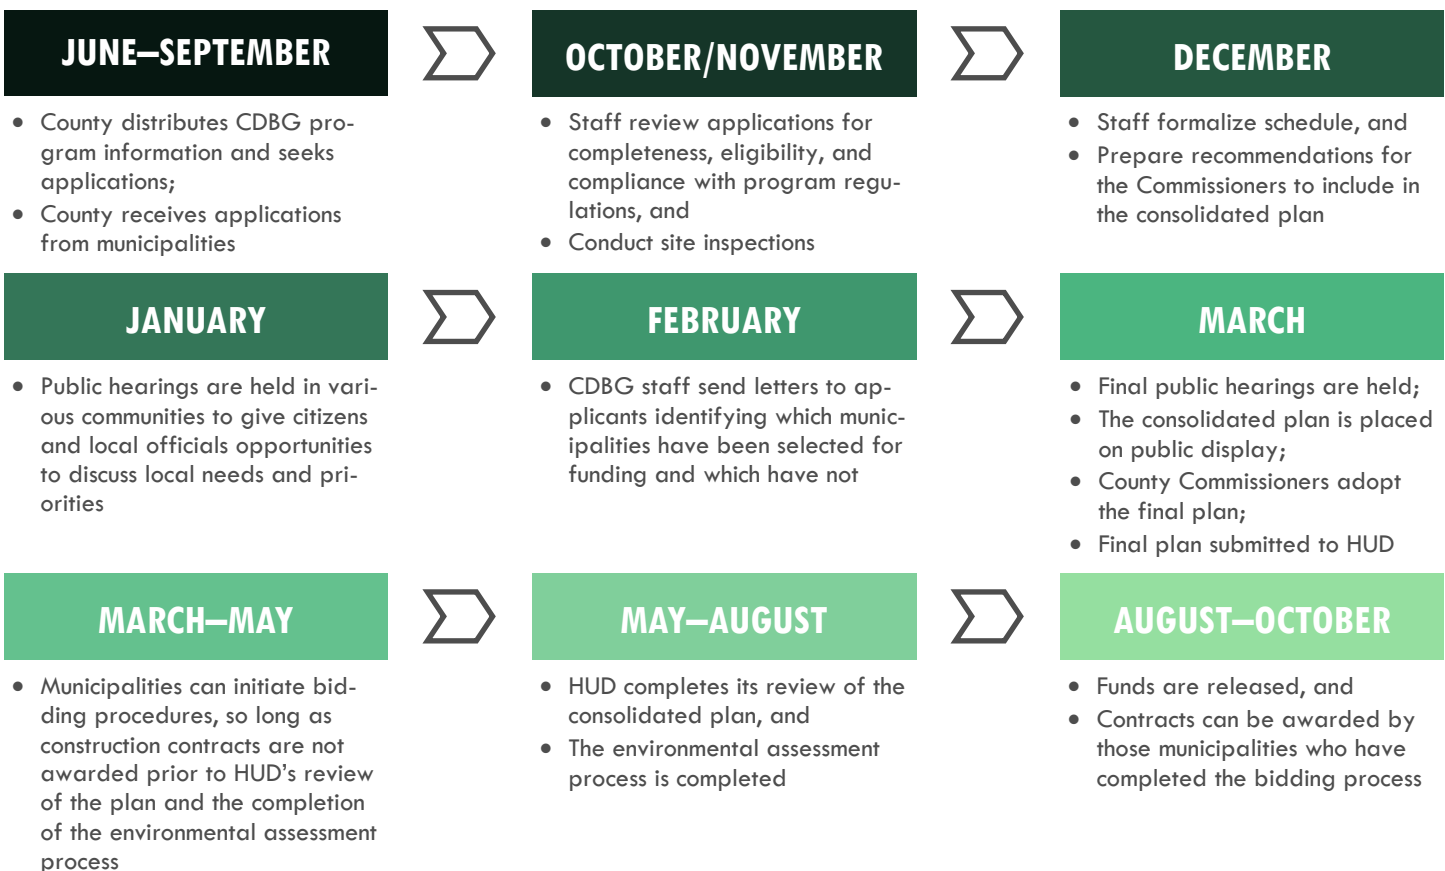 JUNE—SEPTEMBER
• County distributes CDBG pro-
gram information and seeks
applications;
• County receives applications
from municipalities
OCTOBER/NOVEMBER
• Staff review applications for
completeness, eligibility, and
compliance with program regu-
lations, and
• Conduct site inspections
DECEMBER
• Staff formalize schedule, and
• Prepare recommendations for
the Commissioners to include in
the consolidated plan
JANUARY
• Public hearings are held in vari-
ous communities to give citizens
and local officials opportunities
to discuss local needs and pri-
orities
FEBRUARY
• CDBG staff send letters to ap-
plicants identifying which munic-
ipalities have been selected for
funding and which have not
MARCH
• Final public hearings are held;
• The consolidated plan is placed
on public display;
• County Commissioners adopt
the final plan;
• Final plan submitted to HUD
MARCH—MAY
• Municipalities can initiate bid-
ding procedures, so long as
construction contracts are not
awarded prior to HUD’s review
of the plan and the completion
of the environmental assessment
process
MAY—AUGUST
• HUD completes its review of the
consolidated plan, and
• The environmental assessment
process is completed
AUGUST—OCTOBER
• Funds are released, and
• Contracts can be awarded by
those municipalities who have
completed the bidding process